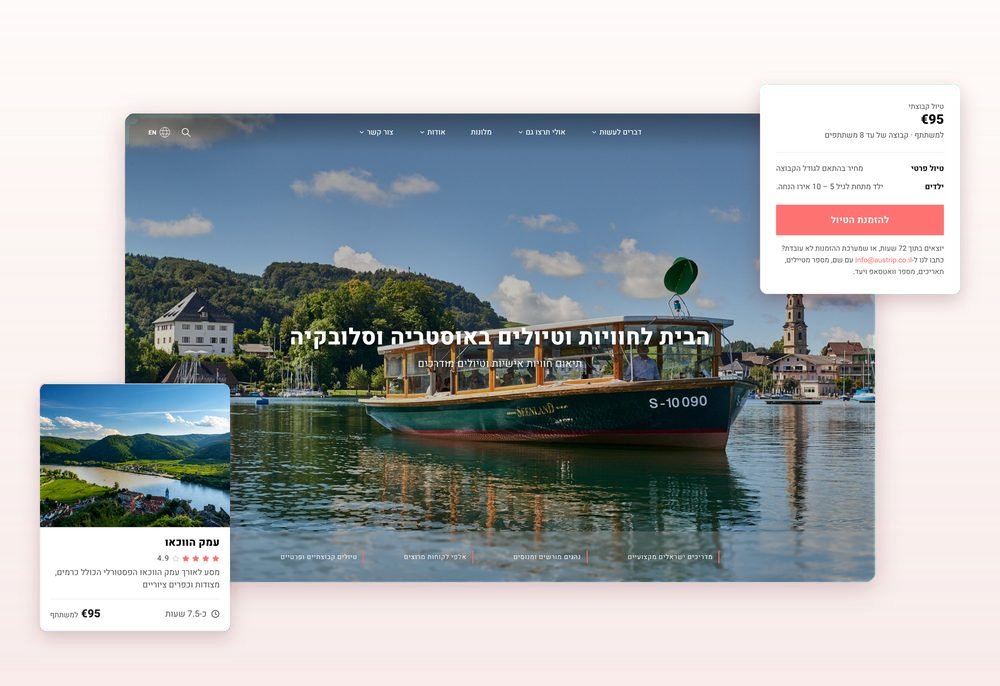 דברים לעשות
אולי תרצו גם
מלונות
אודות
צור קשר
EN
הבית לחוויות וטיולים באוסטריה וסלובקיה
תיאום חוויות אישיות וטיולים מודרכים
S-10090
SEENLAND
מדריכים ישראלים מקצועיים
נהגים מורשים ומנוסים
אלפי לקוחות מרוצים
טיולים קבוצתיים ופרטיים
טיול קבוצתי
€95
למשתתף · קבוצה של עד 8 משתתפים
טיול פרטי מחיר בהתאם לגודל הקבוצה
ילדים ילד מתחת לגיל 5 – 10 אירו הנחה.
להזמנת הטיול
יוצאים בתוך 72 שעות, או שמערכת ההזמנות לא עובדת?
כתבו לנו ל-Info@austrip.co.il עם שם, מספר מטיילים,
תאריכים, מספר וואטסאפ ויעד.
עמק הווכאו
4.9
מסע לאורך עמק הווכאו הפסטורלי הכולל כרמים,
מצודות וכפרים ציוריים
כ-7.5 שעות
€95 למשתתף